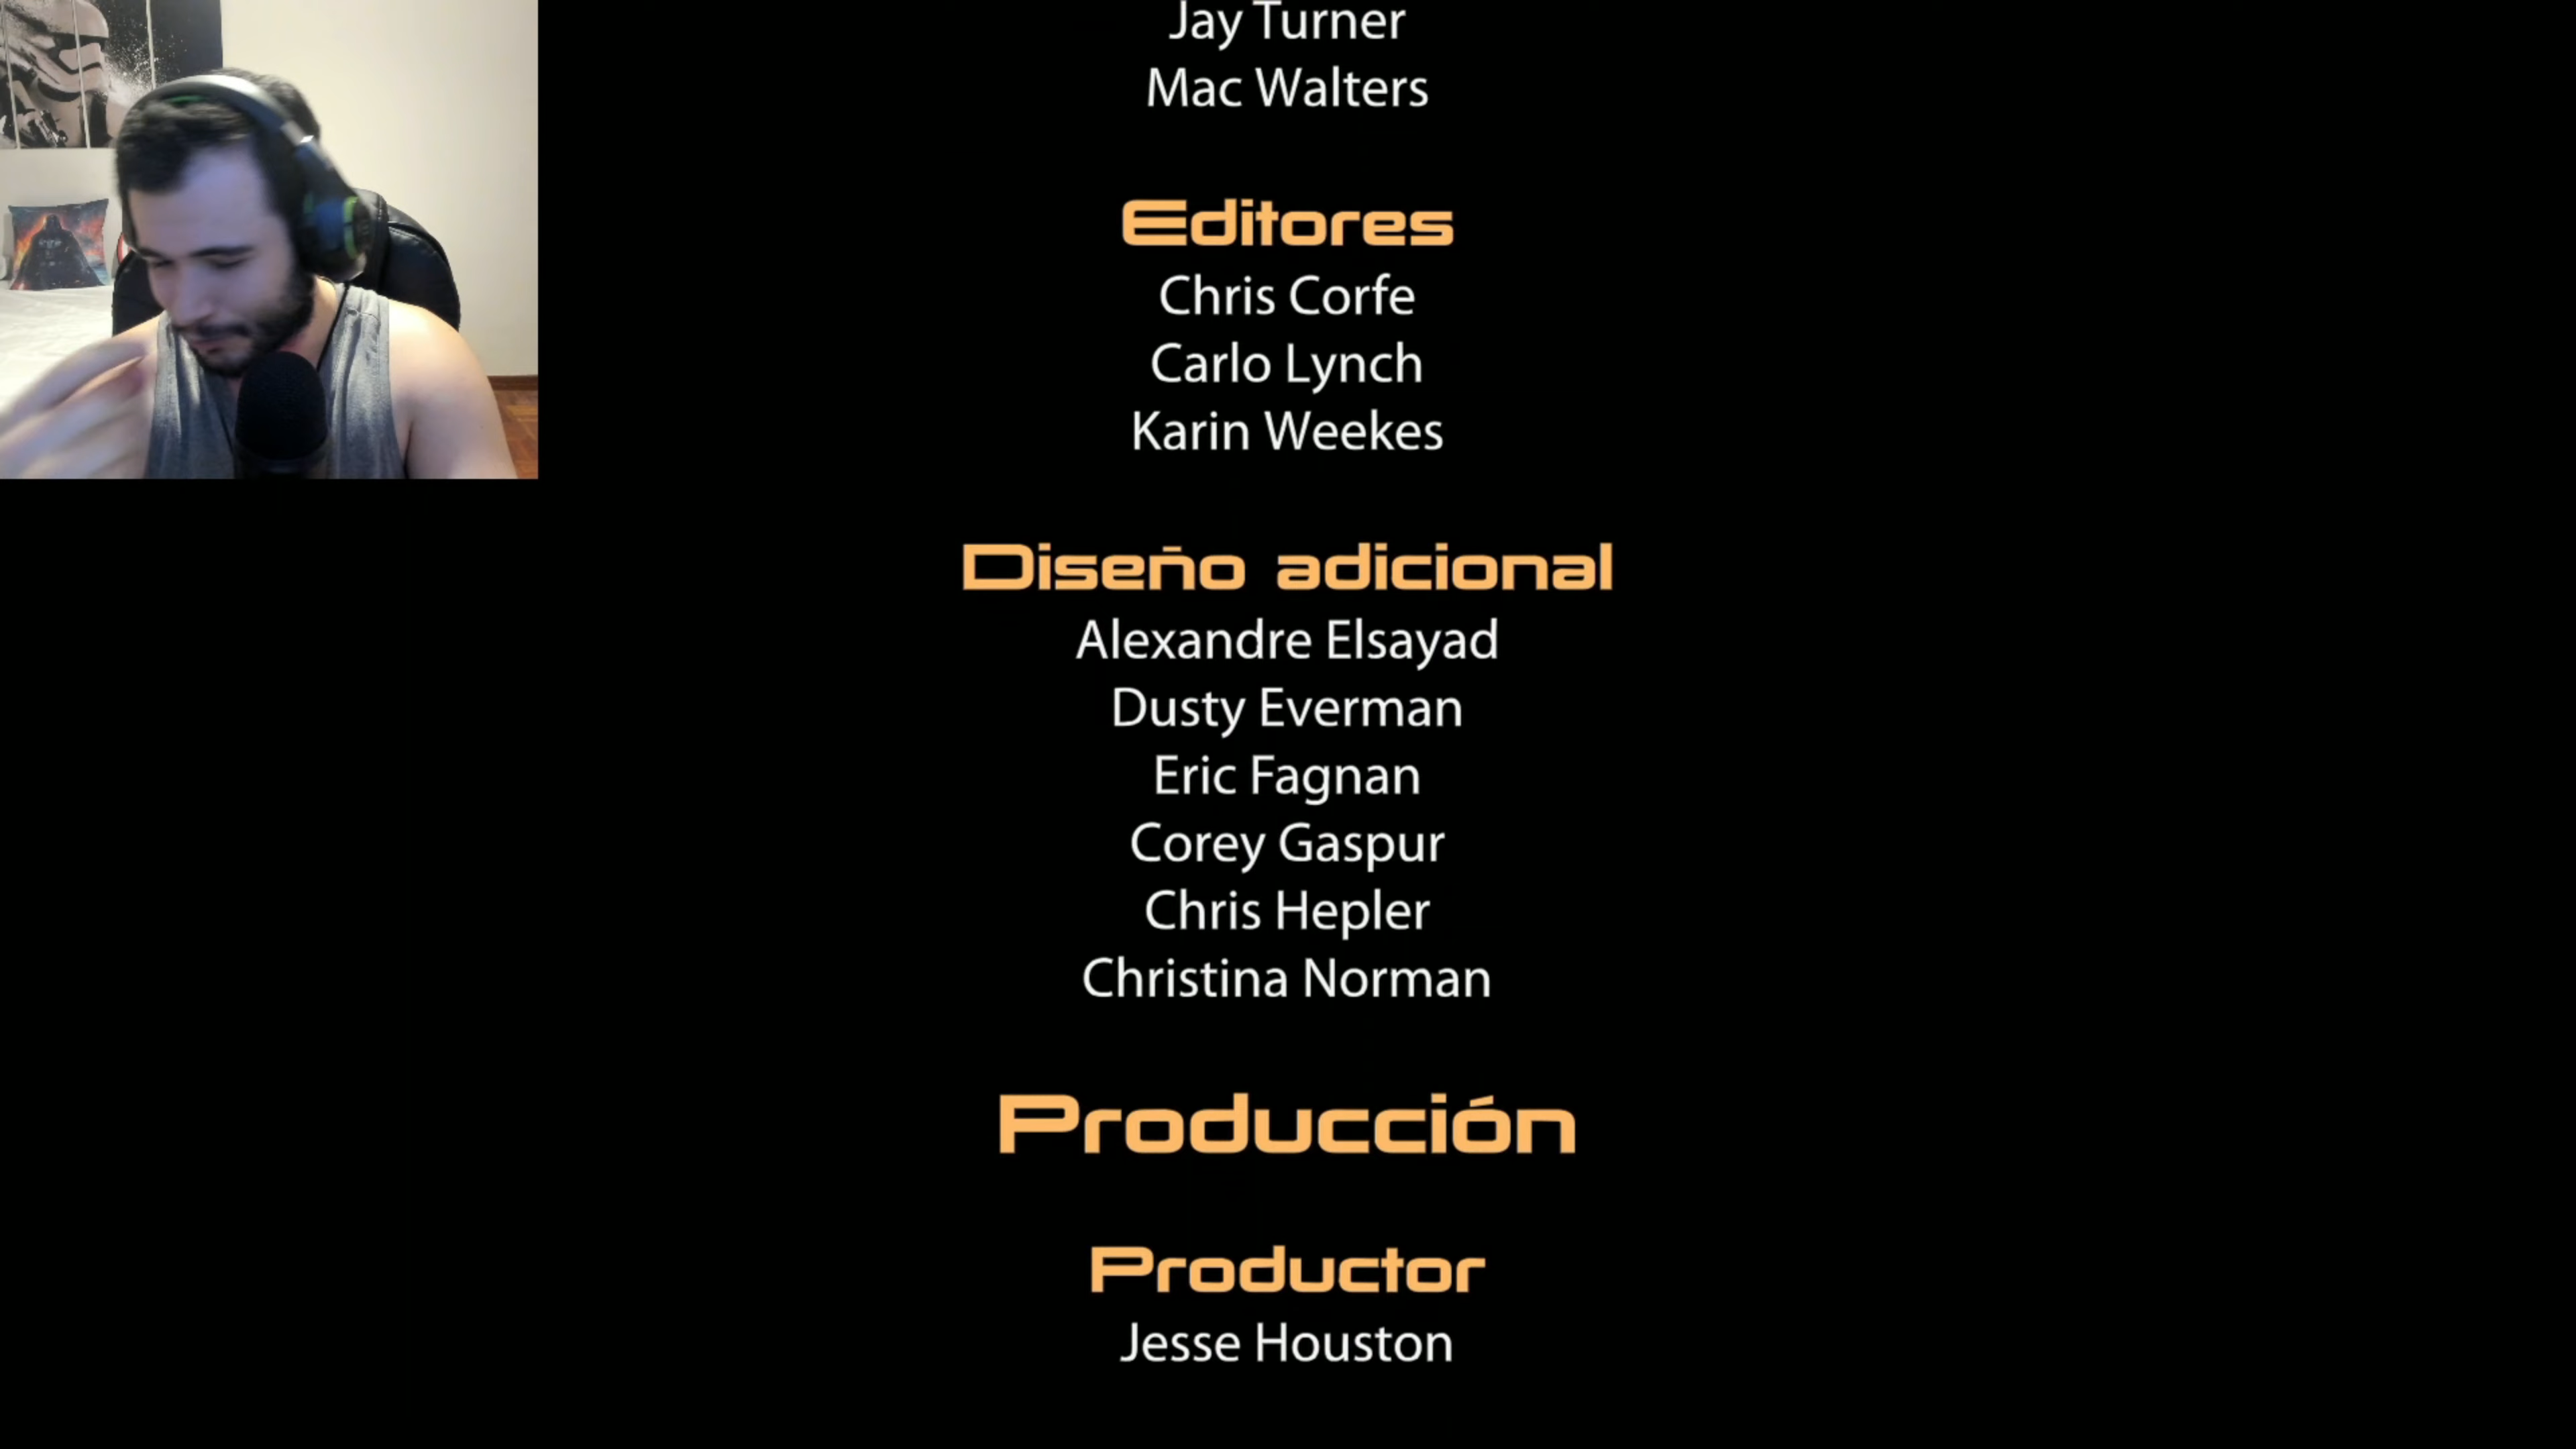 Jay Turner
Mac Walters
Editores
Chris Corfe
Carlo Lynch
Karin Weekes
Diseño adicional
Alexandre Elsayad
Dusty Everman
Eric Fagnan
Corey Gaspur
Chris Hepler
Christina Norman
Producción
Productor
Jesse Houston